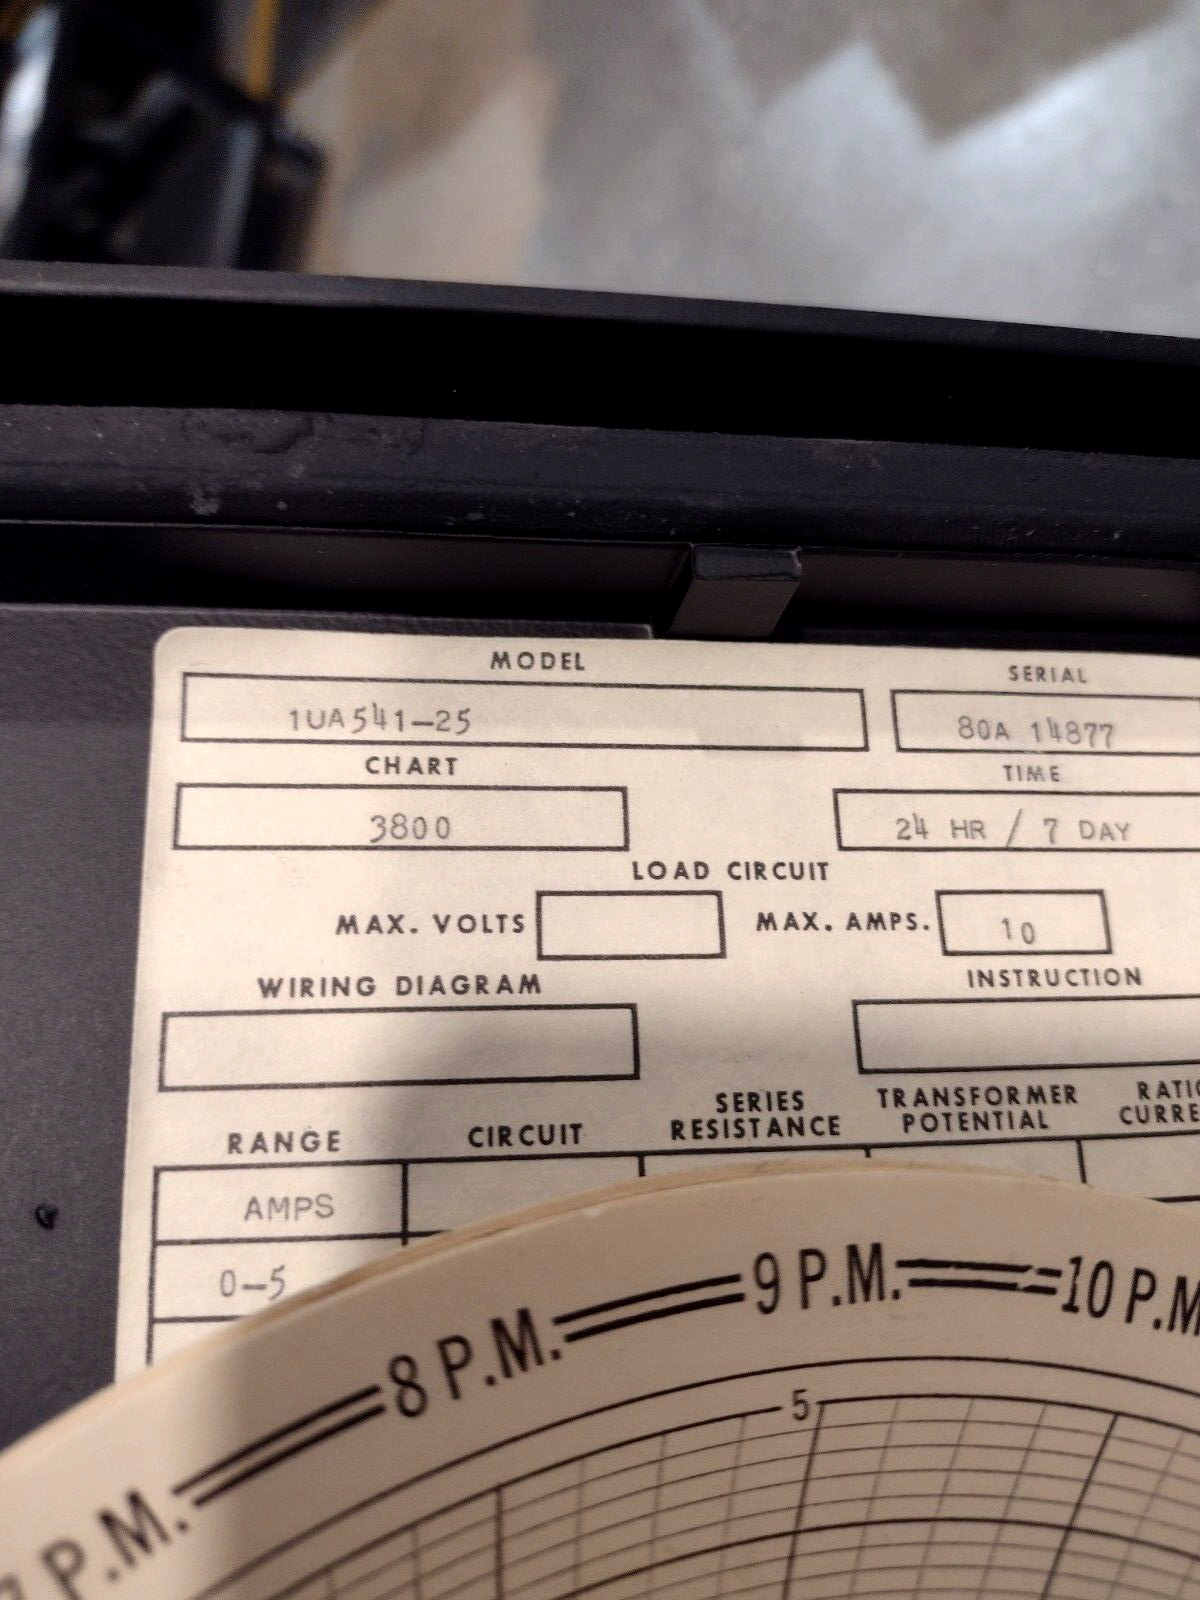 MODEL SERIAL
1UA541-25 80A 14877
CHART TIME
3800 24 HR / 7 DAY
LOAD CIRCUIT
MAX. VOLTS MAX. AMPS. 10
WIRING DIAGRAM INSTRUCTION
RANGE CIRCUIT SERIES RESISTANCE TRANSFORMER POTENTIAL
AMPS
0-5
P.M. 8 P.M. 9 P.M. 10 P.M
5